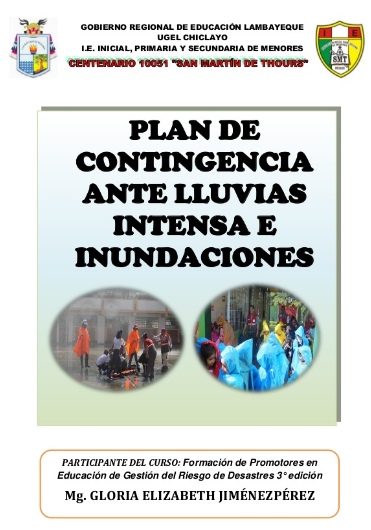 GOBIERNO REGIONAL DE EDUCACIÓN LAMBAYEQUE
UGEL CHICLAYO
I.E. INICIAL, PRIMARIA Y SECUNDARIA DE MENORES
CENTENARIO 10051 "SAN MARTÍN DE THOURS"
I E
SMT
PLAN DE
CONTINGENCIA
ANTE LLUVIAS
INTENSA E
INUNDACIONES
PARTICIPANTE DEL CURSO: Formación de Promotores en
Educación de Gestión del Riesgo de Desastres 3° edición
Mg. GLORIA ELIZABETH JIMÉNEZPÉREZ